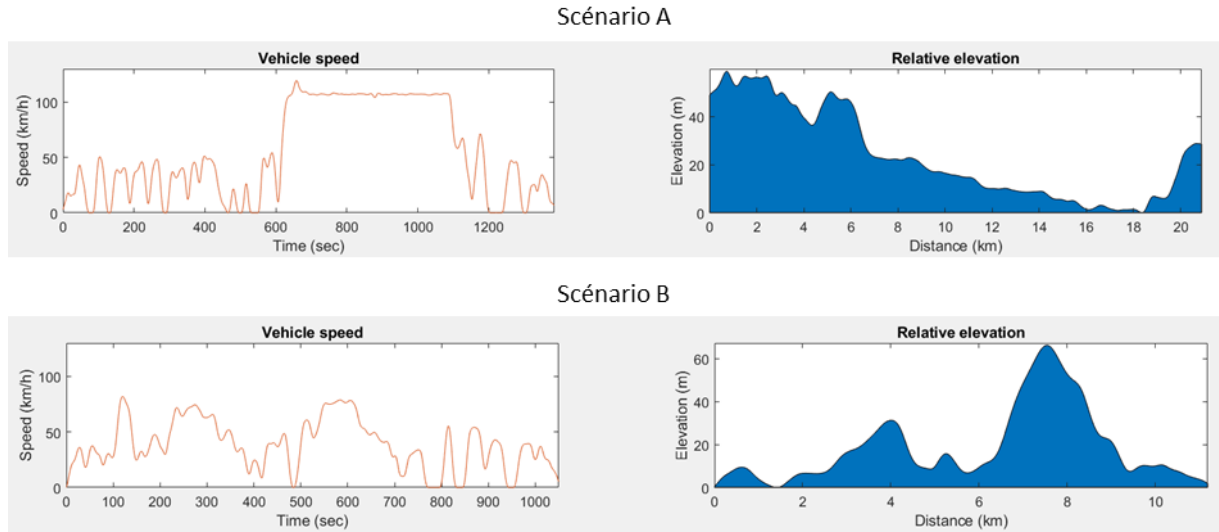 Scénario A
Vehicle speed
Speed (km/h)
100
50
0
0 200 400 600 800 1000 1200
Time (sec)
Relative elevation
Elevation (m)
40
20
0
0 2 4 6 8 10 12 14 16 18 20
Distance (km)
Scénario B
Vehicle speed
Speed (km/h)
100
50
0
0 100 200 300 400 500 600 700 800 900 1000
Time (sec)
Relative elevation
Elevation (m)
60
40
20
0
0 2 4 6 8 10
Distance (km)